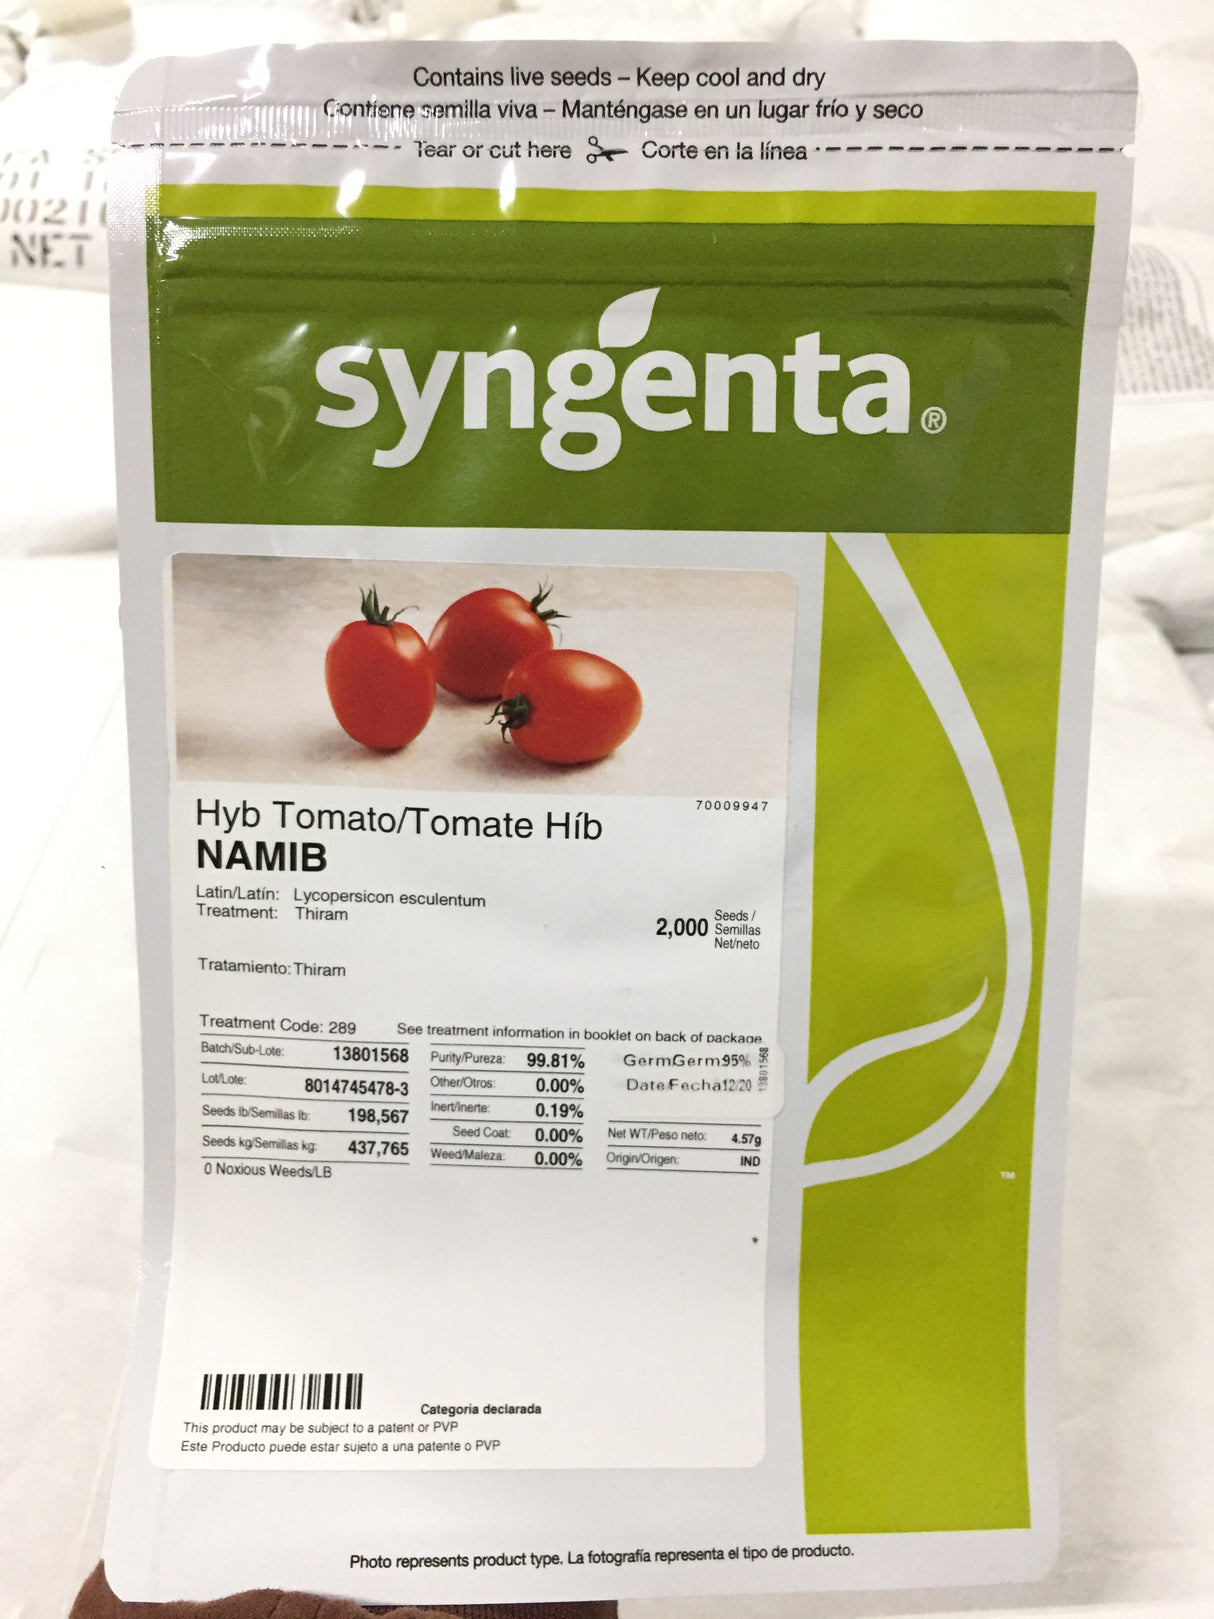 Contains live seeds – Keep cool and dry
Contiene semilla viva – Manténgase en un lugar frío y seco
Tear or cut here Corte en la línea
NET
syngenta®
70009947
Hyb Tomato/Tomate Híb
NAMIB
Latin/Latín: Lycopersicon esculentum
Treatment: Thiram
2,000 Seeds / Semillas Net/neto
Tratamiento: Thiram
Treatment Code: 289 See treatment information in booklet on back of package.
Batch/Sub-Lote: 13801568
Lot/Lote: 8014745478-3
Seeds lb/Semillas lb: 198,567
Seeds kg/Semillas kg: 437,765
0 Noxious Weeds/LB
Purity/Pureza: 99.81%
Other/Otros: 0.00%
Inert/Inerte: 0.19%
Seed Coat: 0.00%
Weed/Maleza: 0.00%
GermGerm95%
DateFecha12/20
13801568
Net WT/Peso neto: 4.57g
Origin/Origen: IND
TM
Categoria declarada
This product may be subject to a patent or PVP
Este Producto puede estar sujeto a una patente o PVP
Photo represents product type. La fotografía representa el tipo de producto.